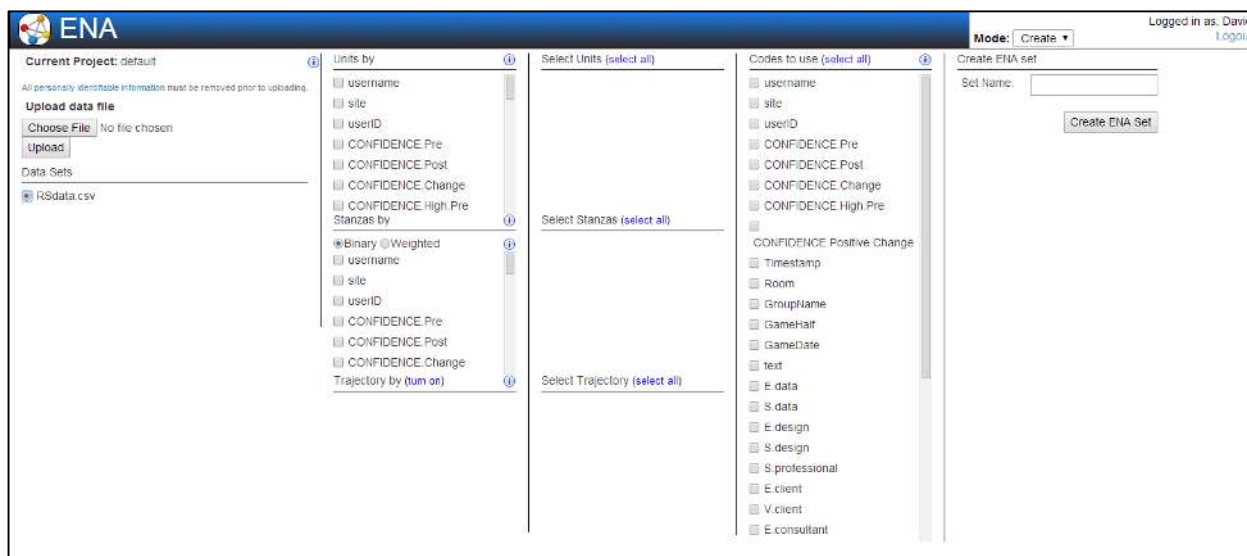 ENA
Logged in as: Davi
Mode: Create
Logou
Current Project: default
All personally identifiable information must be removed prior to uploading.
Upload data file
Choose File No file chosen
Upload
Data Sets
RSdata.csv
Units by
username
site
userID
CONFIDENCE.Pre
CONFIDENCE.Post
CONFIDENCE.Change
CONFIDENCE.High.Pre
Stanzas by
Binary Weighted
username
site
userID
CONFIDENCE.Pre
CONFIDENCE.Post
CONFIDENCE.Change
Trajectory by (turn on)
Select Units (select all)
Select Stanzas (select all)
Select Trajectory (select all)
Codes to use (select all)
username
site
userID
CONFIDENCE.Pre
CONFIDENCE.Post
CONFIDENCE.Change
CONFIDENCE.High.Pre
CONFIDENCE.Positive.Change
Timestamp
Room
GroupName
GameHalf
GameDate
text
E.data
S.data
E.design
S.design
S.professional
E.client
V.client
E.consultant
Create ENA set
Set Name:
Create ENA Set